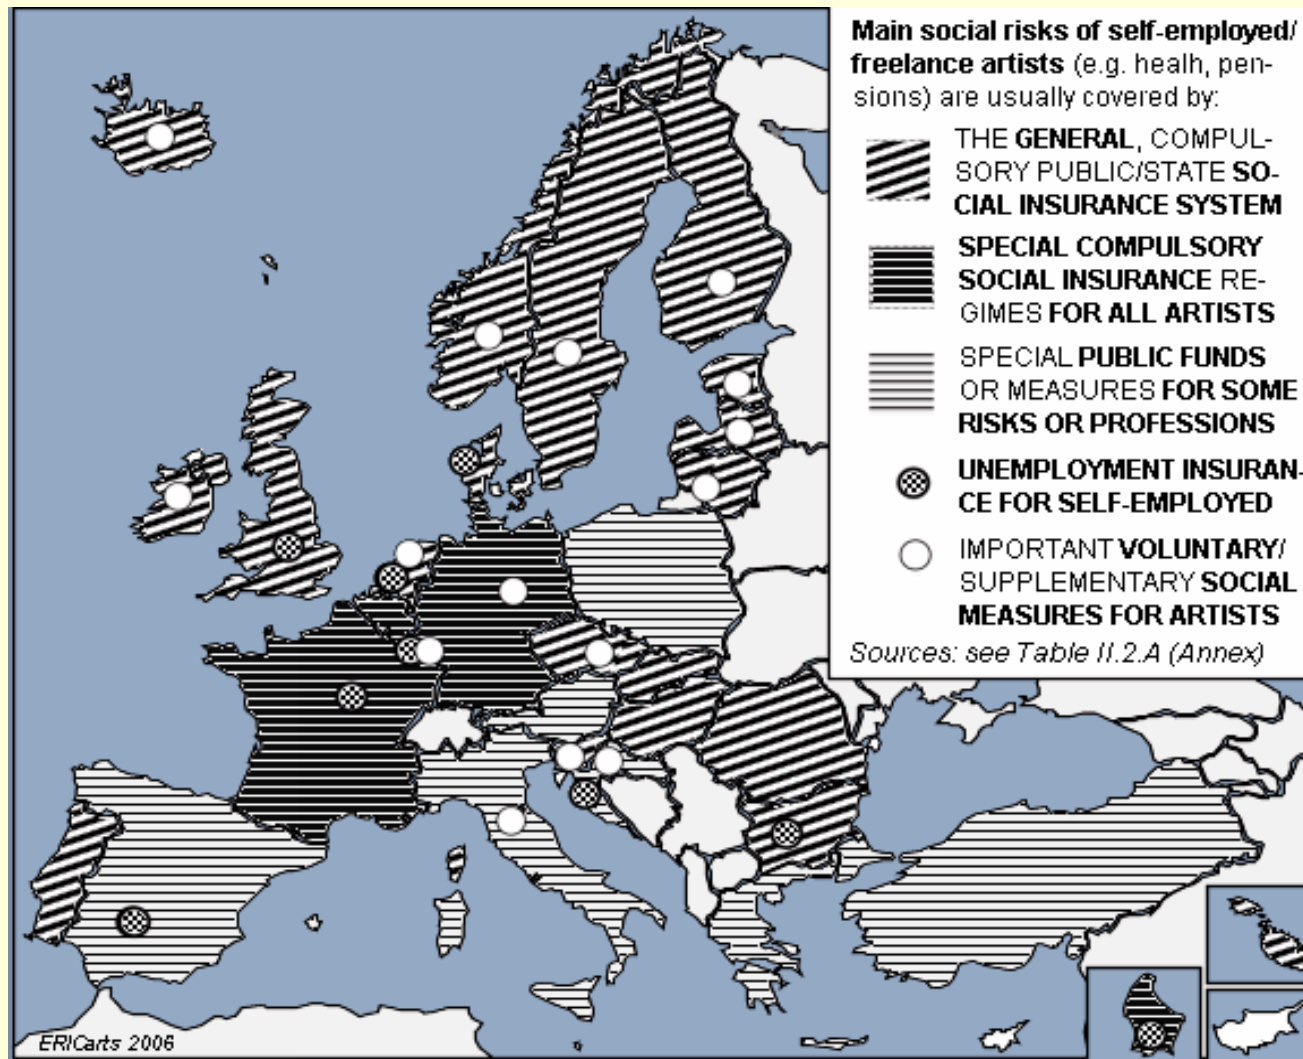 Main social risks of self-employed/
freelance artists (e.g. healh, pen-
sions) are usually covered by:
THE GENERAL, COMPUL-
SORY PUBLIC/STATE SO-
CIAL INSURANCE SYSTEM
SPECIAL COMPULSORY
SOCIAL INSURANCE RE-
GIMES FOR ALL ARTISTS
SPECIAL PUBLIC FUNDS
OR MEASURES FOR SOME
RISKS OR PROFESSIONS
UNEMPLOYMENT INSURAN-
CE FOR SELF-EMPLOYED
IMPORTANT VOLUNTARY/
SUPPLEMENTARY SOCIAL
MEASURES FOR ARTISTS
Sources: see Table II.2.A (Annex)
ERICarts 2006